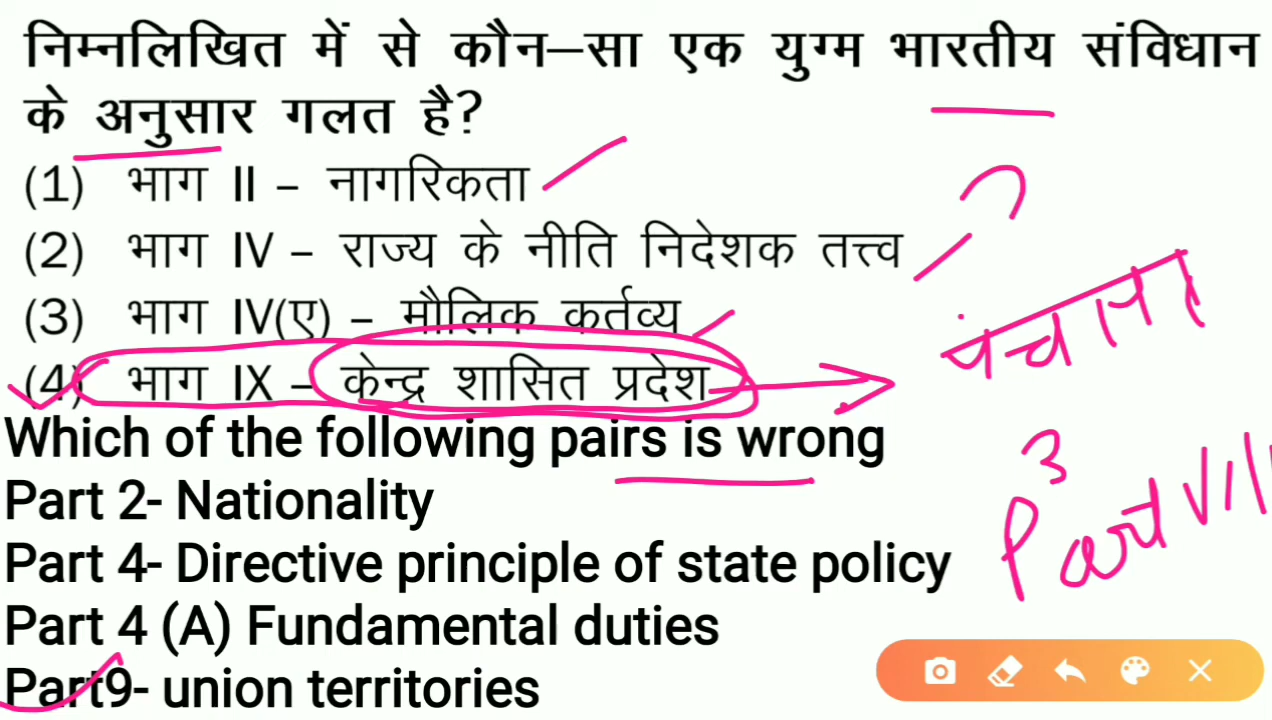 निम्नलिखित में से कौन–सा एक युग्म भारतीय संविधान
के अनुसार गलत है?
(1) भाग II – नागरिकता
(2) भाग IV – राज्य के नीति निदेशक तत्त्व
(3) भाग IV(ए) – मौलिक कर्तव्य
(4) भाग IX – केन्द्र शासित प्रदेश
पंचायत
Which of the following pairs is wrong
3
Part 2- Nationality
Part 4- Directive principle of state policy
Part VIII
Part 4 (A) Fundamental duties
Part9- union territories